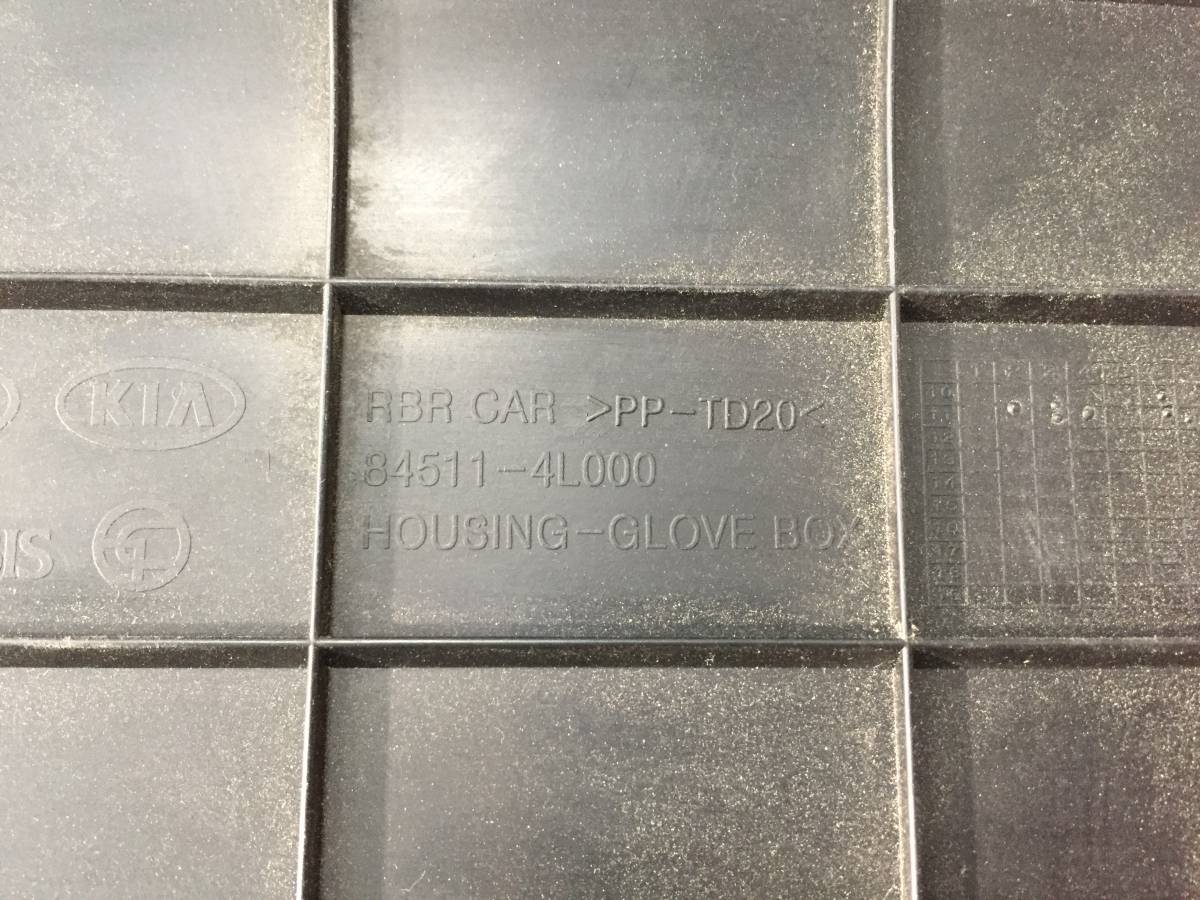 KIA
RBR CAR >PP-TD20<
84511-4L000
HOUSING-GLOVE BOX